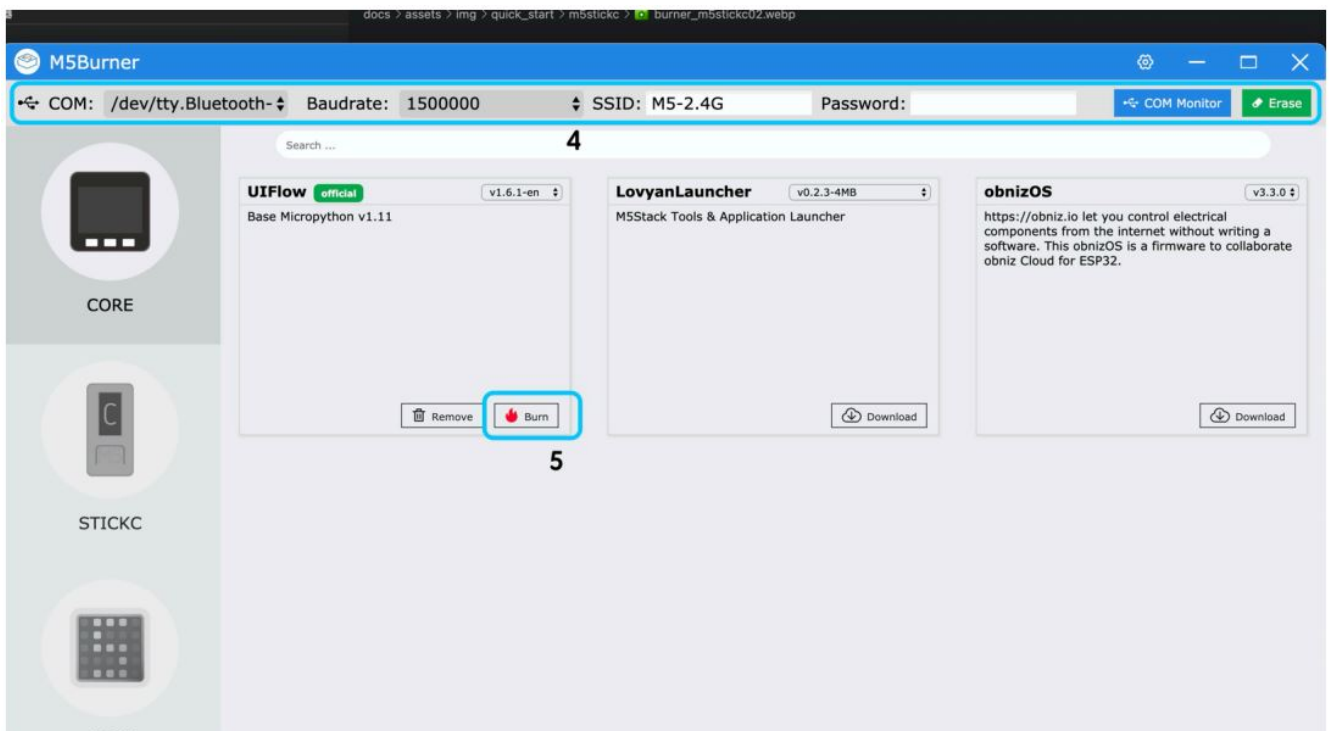 docs > assets > img > quick_start > m5stickc > burner_m5stickc02.webp
M5Burner
COM: /dev/tty.Bluetooth- Baudrate: 1500000 SSID: M5-2.4G Password: COM Monitor Erase
4
Search ...
UIFlow official v1.6.1-en
Base Micropython v1.11
Remove Burn
5
LovyanLauncher v0.2.3-4MB
M5Stack Tools & Application Launcher
Download
obnizOS v3.3.0
https://obniz.io let you control electrical
components from the internet without writing a
software. This obnizOS is a firmware to collaborate
obniz Cloud for ESP32.
Download
CORE
C
STICKC